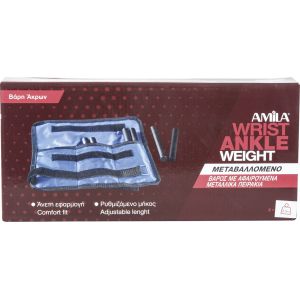 Βάρη Άκρων
AMiLA
WRIST
ANKLE
WEIGHT
ΜΕΤΑΒΑΛΛΟΜΕΝΟ
ΒΑΡΟΣ ΜΕ ΑΦΑΙΡΟΥΜΕΝΑ
ΜΕΤΑΛΛΙΚΑ ΠΕΙΡΑΚΙΑ
• Άνετη εφαρμογή
Comfort fit
• Ρυθμιζόμενο μήκος
Adjustable lenght